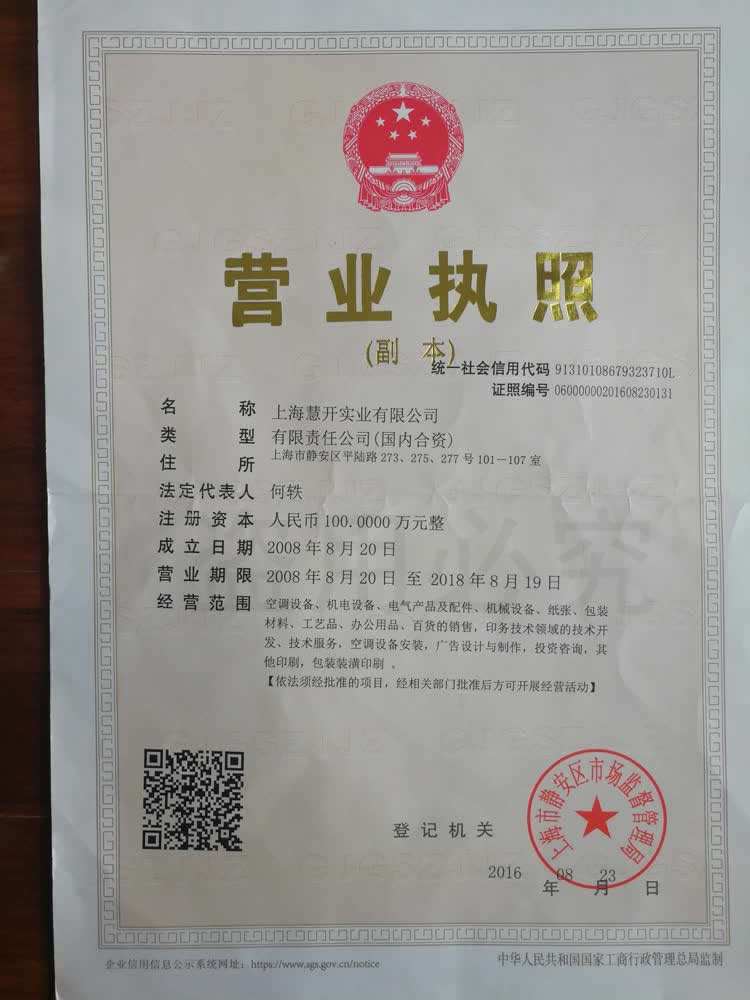 营业执照
(副 本)
统一社会信用代码 91310108679323710L
证照编号 06000000201608230131
名 称 上海慧开实业有限公司
类 型 有限责任公司(国内合资)
住 所 上海市静安区平陆路273、275、277号101－107室
法定代表人 何轶
注册资本 人民币100.0000万元整
成立日期 2008年8月20日
营业期限 2008年8月20日 至 2018年8月19日
经营范围 空调设备、机电设备、电气产品及配件、机械设备、纸张、包装
材料、工艺品、办公用品、百货的销售，印务技术领域的技术开
发、技术服务，空调设备安装，广告设计与制作，投资咨询，其
他印刷，包装装潢印刷 。
【依法须经批准的项目，经相关部门批准后方可开展经营活动】
上海市静安区市场监督管理局
登记机关
2016 年 08 月 23 日
企业信用信息公示系统网址：https://www.sgs.gov.cn/notice
中华人民共和国国家工商行政管理总局监制